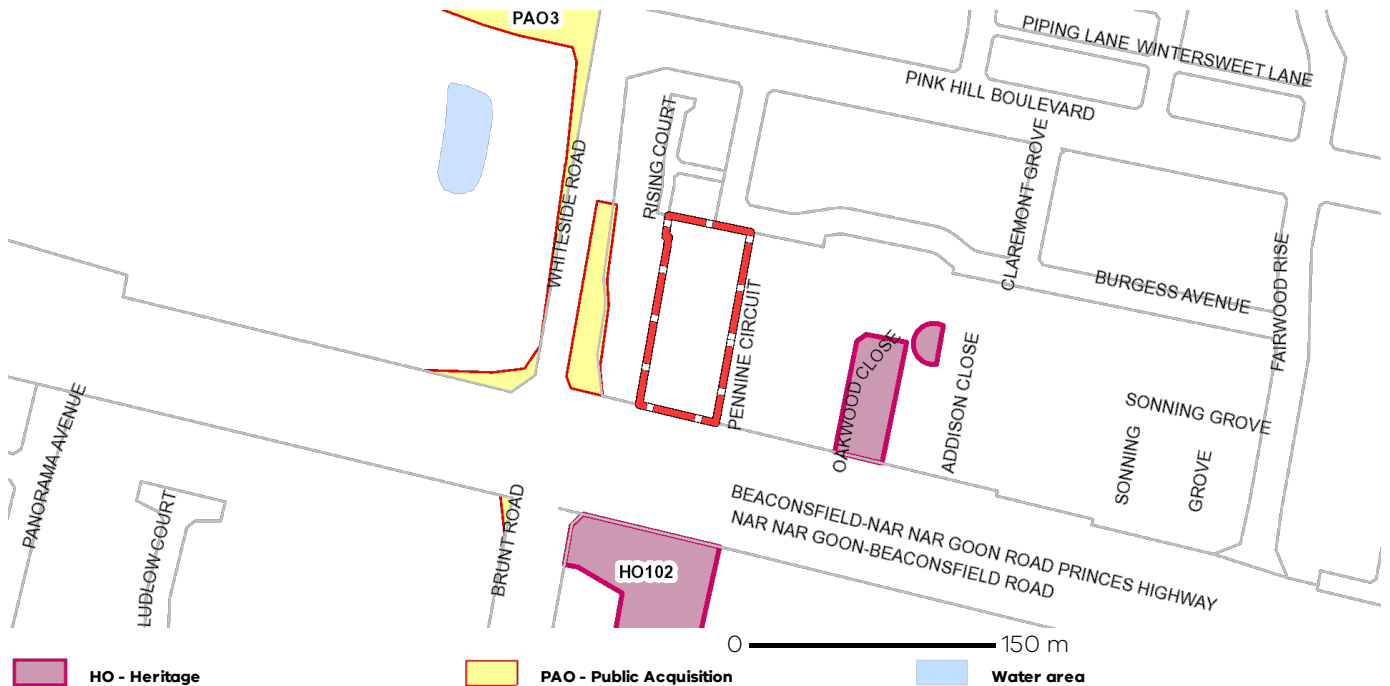 PAO3
PIPING LANE WINTERSWEET LANE
PINK HILL BOULEVARD
RISING COURT
WHITESIDE ROAD
CLAREMONT GROVE
BURGESS AVENUE
FAIRWOOD RISE
PENNINE CIRCUIT
OAKWOOD CLOSE
ADDISON CLOSE
SONNING GROVE
SONNING
GROVE
PANORAMA AVENUE
LUDLOW COURT
BRUNT ROAD
BEACONSFIELD-NAR NAR GOON ROAD PRINCES HIGHWAY
NAR NAR GOON-BEACONSFIELD ROAD
HO102
0 150 m
HO - Heritage
PAO - Public Acquisition
Water area